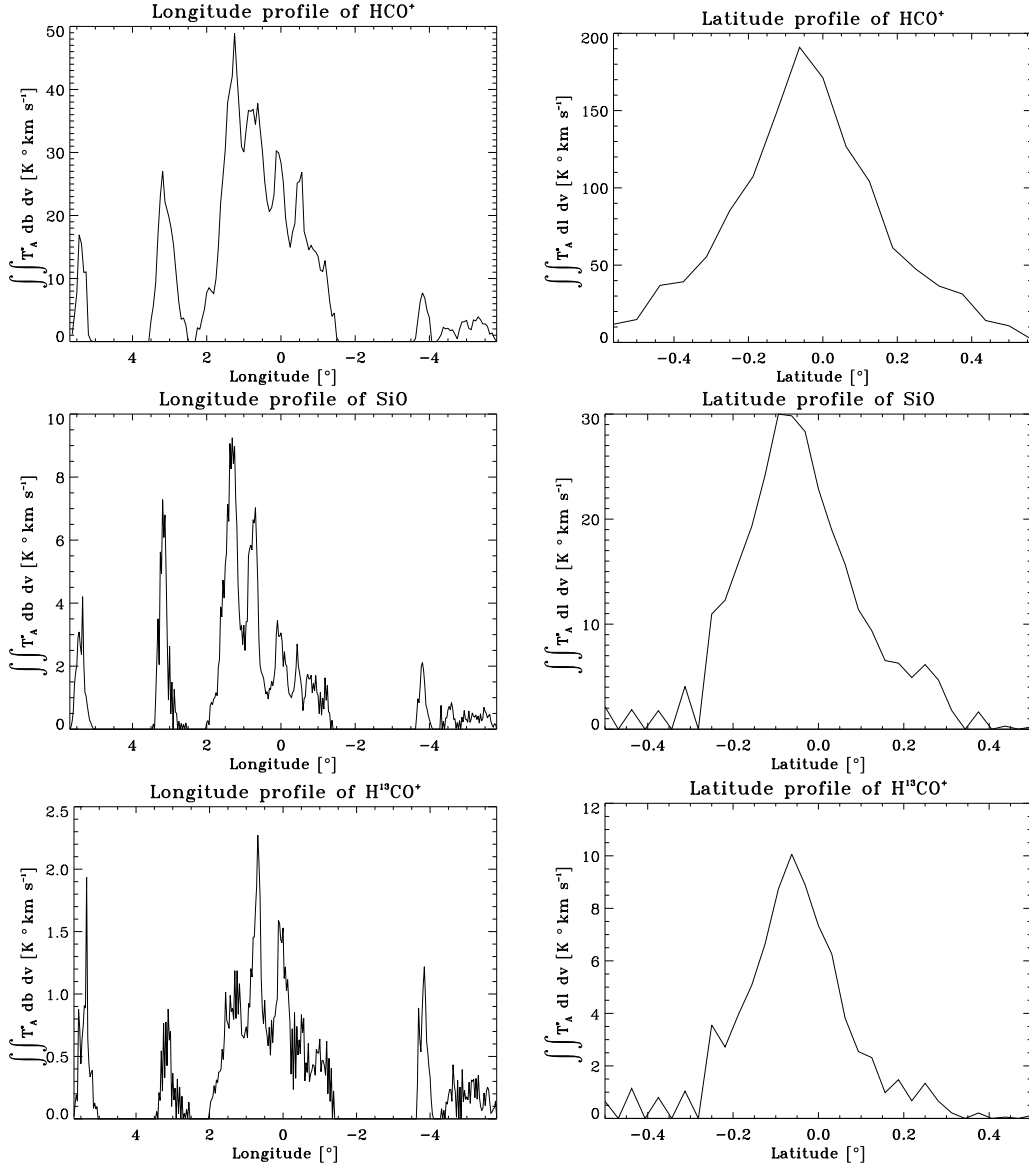 Longitude profile of HCO⁺
∫∫T*A db dv [K ° km s⁻¹]
50
40
30
20
10
0
4 2 0 −2 −4
Longitude [°]
Latitude profile of HCO⁺
∫∫T*A dl dv [K ° km s⁻¹]
200
150
100
50
0
−0.4 −0.2 0.0 0.2 0.4
Latitude [°]
Longitude profile of SiO
∫∫T*A db dv [K ° km s⁻¹]
10
8
6
4
2
0
4 2 0 −2 −4
Longitude [°]
Latitude profile of SiO
∫∫T*A dl dv [K ° km s⁻¹]
30
20
10
0
−0.4 −0.2 0.0 0.2 0.4
Latitude [°]
Longitude profile of H¹³CO⁺
∫∫T*A db dv [K ° km s⁻¹]
2.5
2.0
1.5
1.0
0.5
0.0
4 2 0 −2 −4
Longitude [°]
Latitude profile of H¹³CO⁺
∫∫T*A dl dv [K ° km s⁻¹]
12
10
8
6
4
2
0
−0.4 −0.2 0.0 0.2 0.4
Latitude [°]